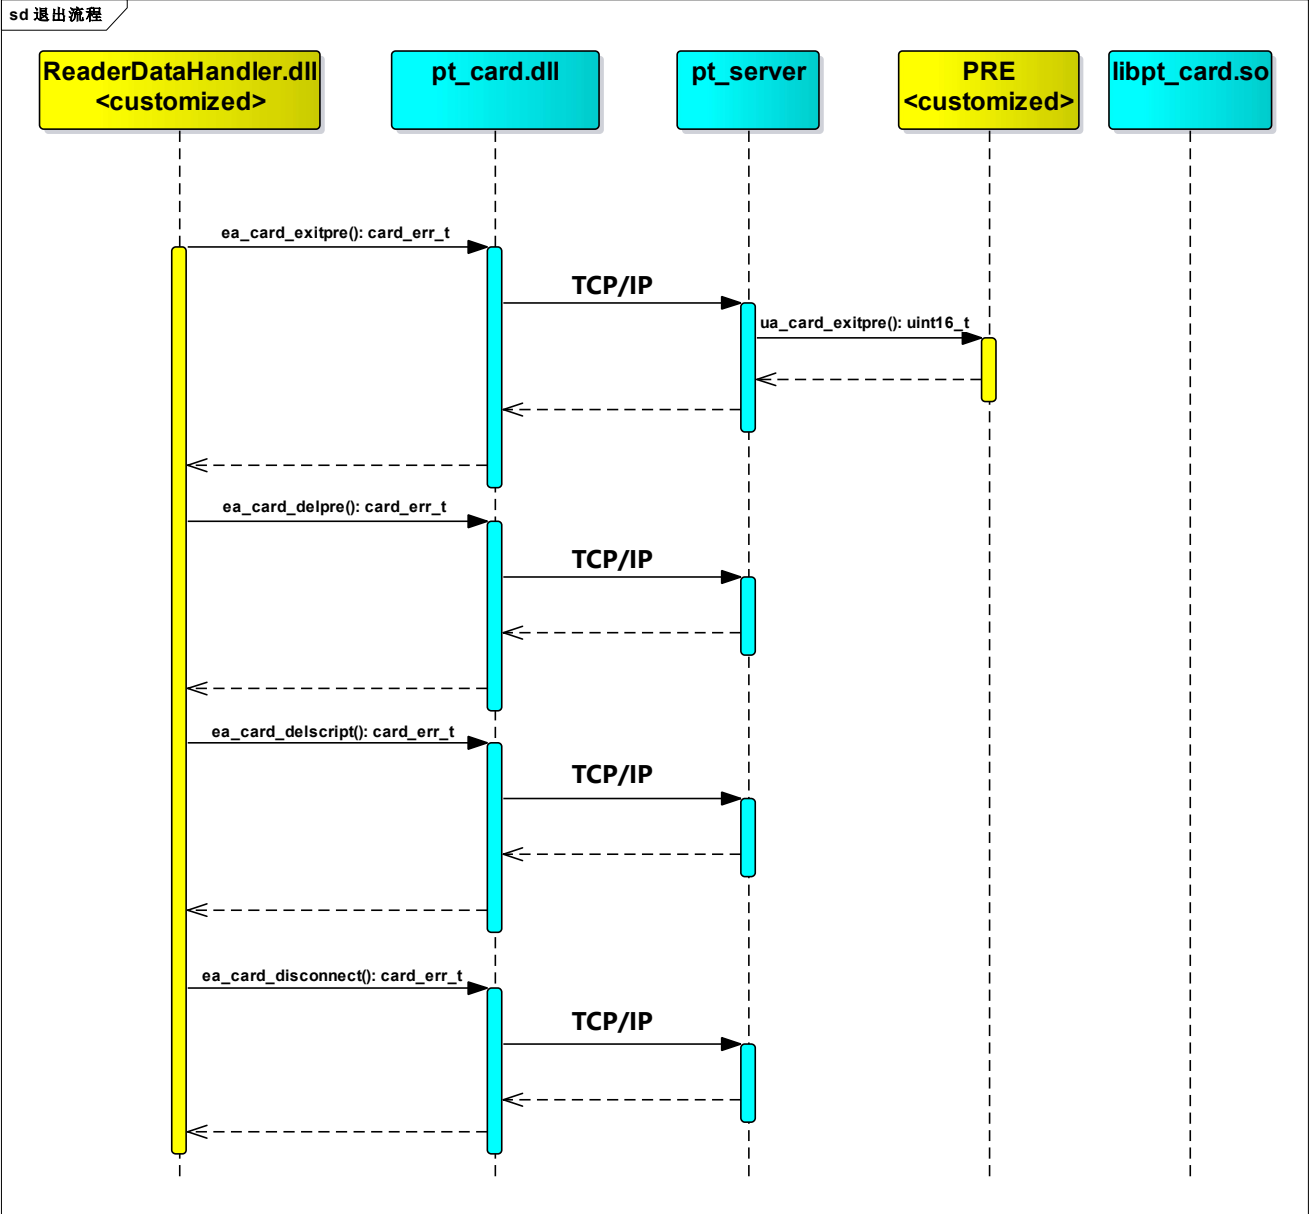 sd 退出流程
ReaderDataHandler.dll
<customized>
pt_card.dll
pt_server
PRE
<customized>
libpt_card.so
ea_card_exitpre(): card_err_t
TCP/IP
ua_card_exitpre(): uint16_t
ea_card_delpre(): card_err_t
TCP/IP
ea_card_delscript(): card_err_t
TCP/IP
ea_card_disconnect(): card_err_t
TCP/IP